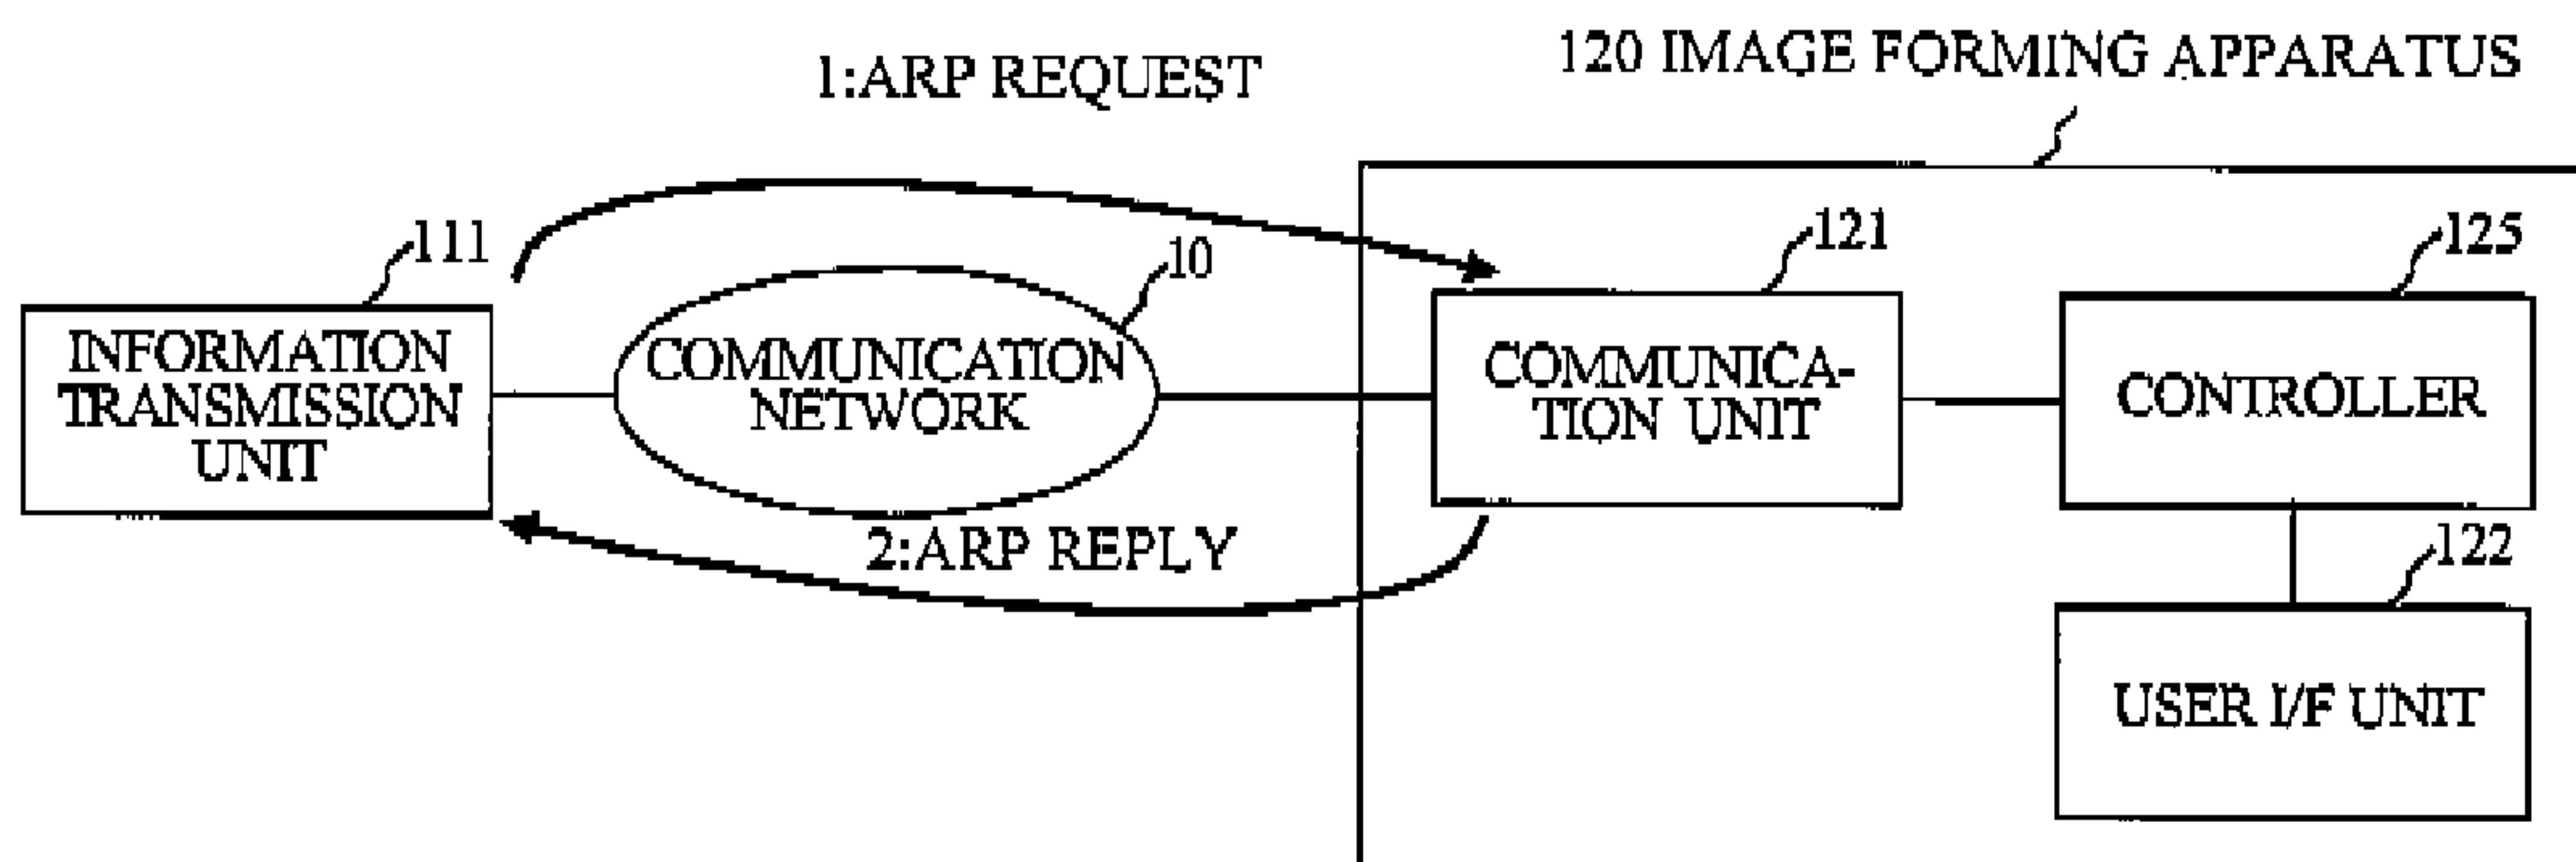 1:ARP REQUEST
120 IMAGE FORMING APPARATUS
111
10
121
125
INFORMATION
TRANSMISSION
UNIT
COMMUNICATION
NETWORK
COMMUNICA-
TION UNIT
CONTROLLER
2:ARP REPLY
122
USER I/F UNIT